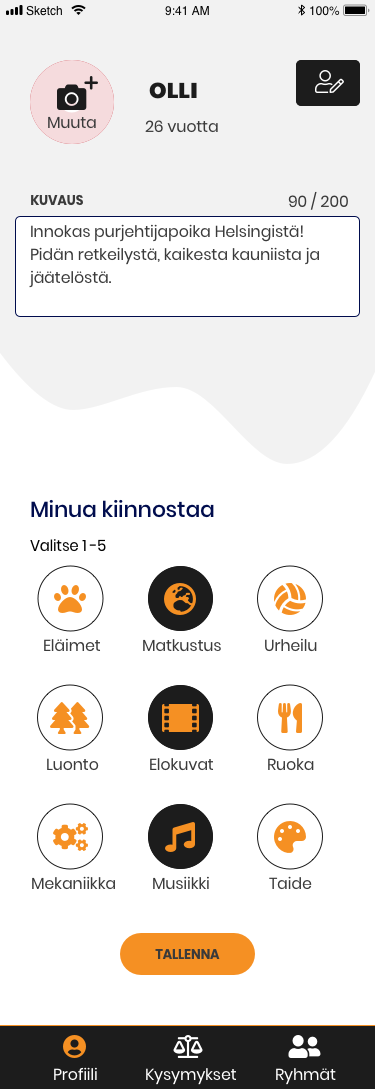 Sketch 9:41 AM 100%
OLLI
Muuta
26 vuotta
KUVAUS 90 / 200
Innokas purjehtijapoika Helsingistä!
Pidän retkeilystä, kaikesta kauniista ja
jäätelöstä.
Minua kiinnostaa
Valitse 1 -5
Eläimet Matkustus Urheilu
Luonto Elokuvat Ruoka
Mekaniikka Musiikki Taide
TALLENNA
Profiili Kysymykset Ryhmät